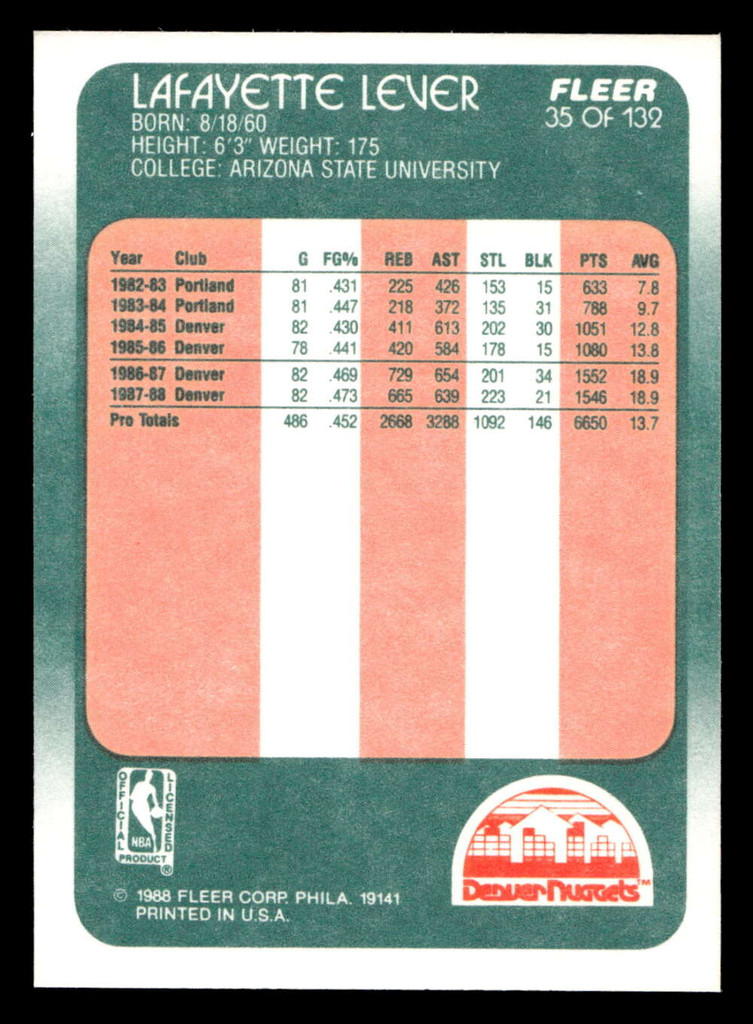 LAFAYETTE LEVER
FLEER
35 OF 132
BORN: 8/18/60
HEIGHT: 6'3" WEIGHT: 175
COLLEGE: ARIZONA STATE UNIVERSITY
Year Club G FG% REB AST STL BLK PTS AVG
1982-83 Portland 81 .431 225 426 153 15 633 7.8
1983-84 Portland 81 .447 218 372 135 31 788 9.7
1984-85 Denver 82 .430 411 613 202 30 1051 12.8
1985-86 Denver 78 .441 420 584 178 15 1080 13.8
1986-87 Denver 82 .469 729 654 201 34 1552 18.9
1987-88 Denver 82 .473 665 639 223 21 1546 18.9
Pro Totals 486 .452 2668 3288 1092 146 6650 13.7
OFFICIAL LICENSED
NBA
PRODUCT ®
Denver Nuggets™
© 1988 FLEER CORP. PHILA. 19141
PRINTED IN U.S.A.